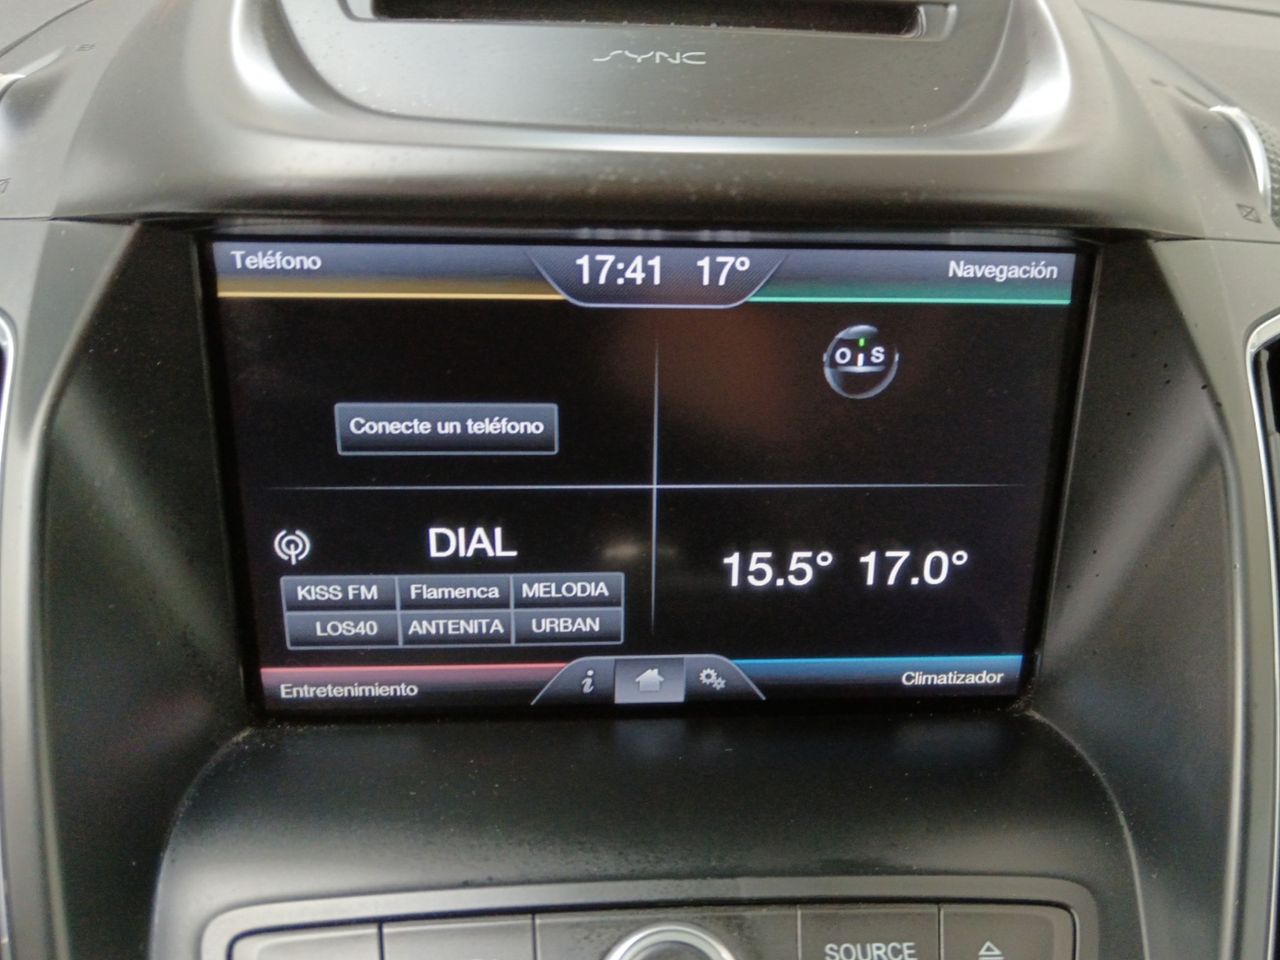 SYNC
Teléfono
17:41 17°
Navegación
O S
Conecte un teléfono
DIAL
KISS FM Flamenca MELODIA
LOS40 ANTENITA URBAN
15.5° 17.0°
Entretenimiento
i
Climatizador
SOURCE